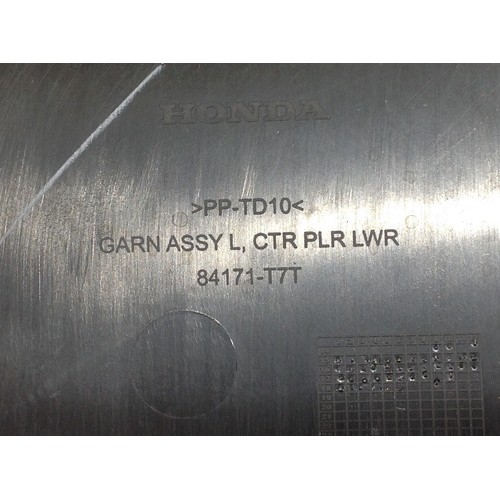 HONDA
>PP-TD10<
GARN ASSY L, CTR PLR LWR
84171-T7T